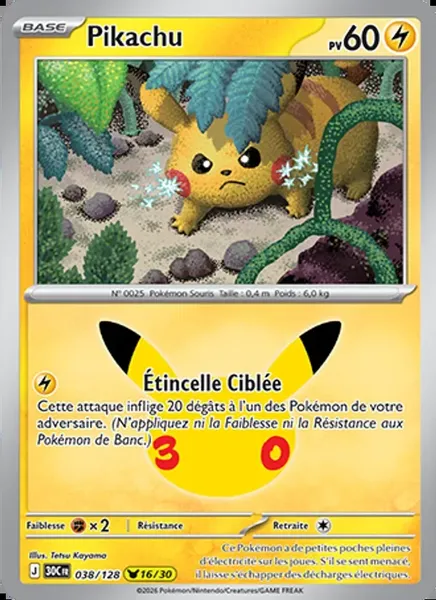 BASE
Pikachu
PV 60
N° 0025 Pokémon Souris Taille : 0,4 m Poids : 6,0 kg
Étincelle Ciblée
Cette attaque inflige 20 dégâts à l'un des Pokémon de votre
adversaire. (N'appliquez ni la Faiblesse ni la Résistance aux
Pokémon de Banc.)
3 0
Faiblesse ×2 Résistance Retraite
Illus. Tetsu Kayama
Ce Pokémon a de petites poches pleines
d'électricité sur les joues. S'il se sent menacé,
il laisse s'échapper des décharges électriques.
J 30C FR 038/128 16/30
©2026 Pokémon/Nintendo/Creatures/GAME FREAK